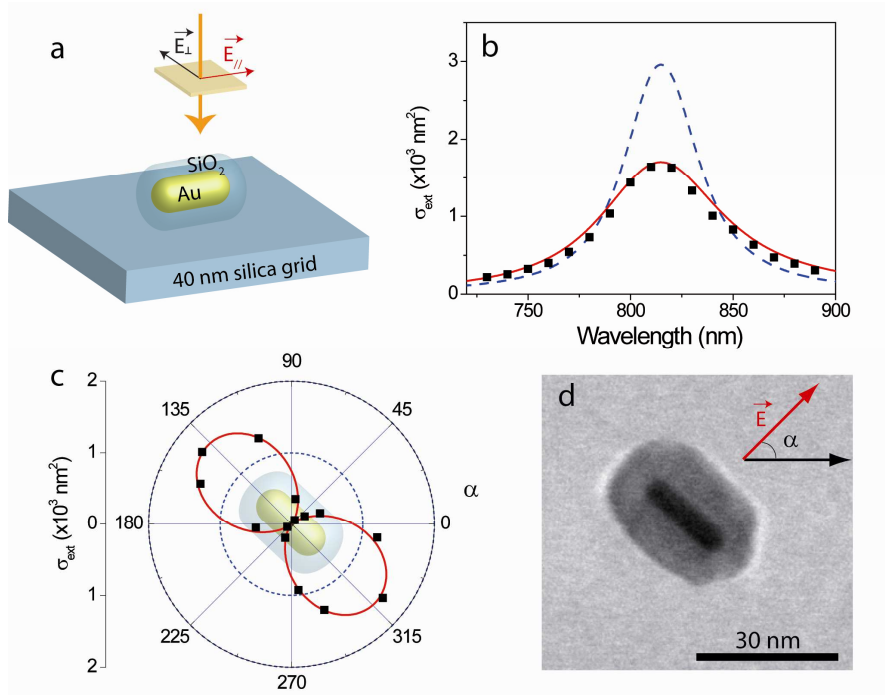 a
E⊥
E//
SiO2
Au
40 nm silica grid
b
σext (x10³ nm²)
3
2
1
0
750
800
850
900
Wavelength (nm)
c
σext (x10³ nm²)
2
1
0
1
2
90
135
45
180
0
225
315
270
α
d
E
α
30 nm